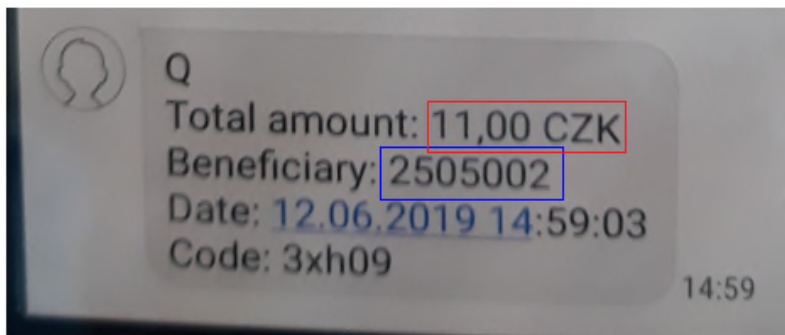 Q
Total amount: 11,00 CZK
Beneficiary: 2505002
Date: 12.06.2019 14:59:03
Code: 3xh09
14:59